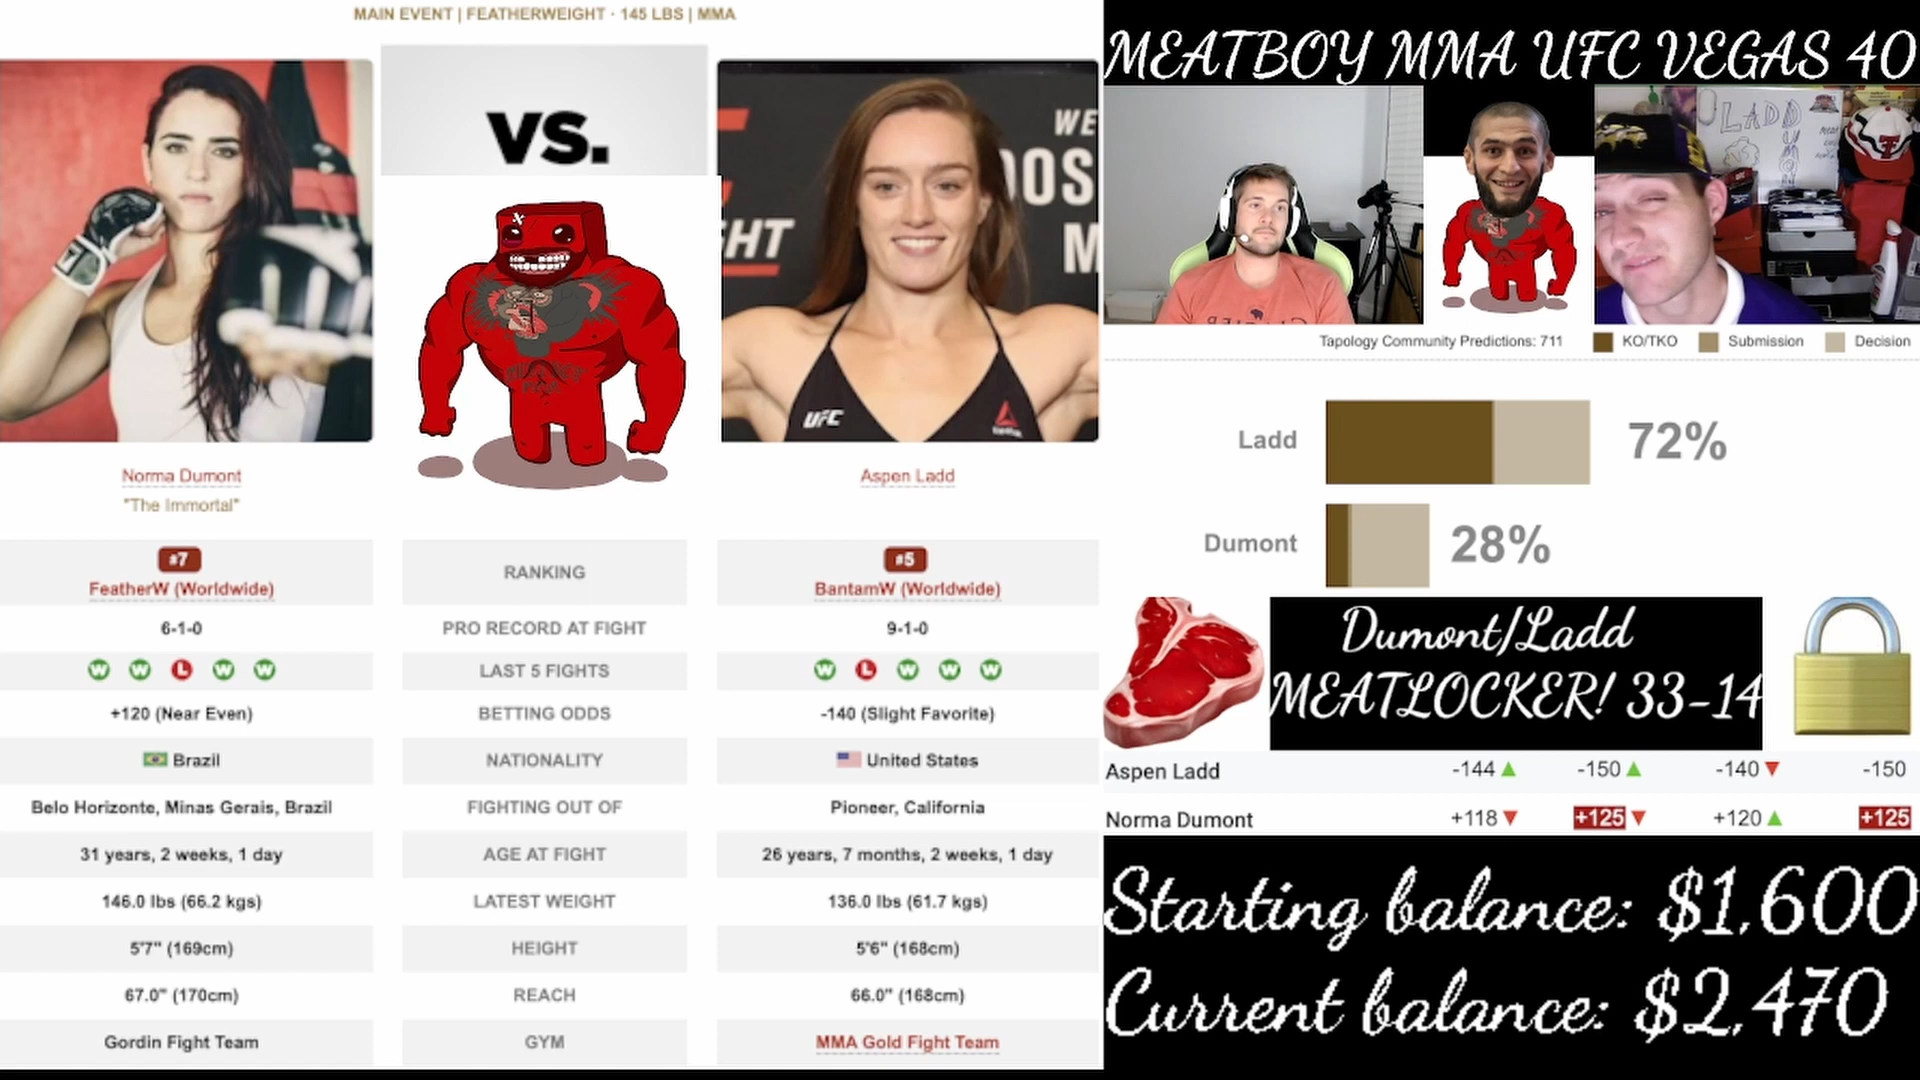 MAIN EVENT | FEATHERWEIGHT · 145 LBS | MMA
VS.
WE
HT
M
UFC
Norma Dumont
"The Immortal"
Aspen Ladd
#7
FeatherW (Worldwide)
RANKING
#5
BantamW (Worldwide)
6-1-0
PRO RECORD AT FIGHT
9-1-0
W W L W W
LAST 5 FIGHTS
W L W W W
+120 (Near Even)
BETTING ODDS
-140 (Slight Favorite)
Brazil
NATIONALITY
United States
Belo Horizonte, Minas Gerais, Brazil
FIGHTING OUT OF
Pioneer, California
31 years, 2 weeks, 1 day
AGE AT FIGHT
26 years, 7 months, 2 weeks, 1 day
146.0 lbs (66.2 kgs)
LATEST WEIGHT
136.0 lbs (61.7 kgs)
5'7" (169cm)
HEIGHT
5'6" (168cm)
67.0" (170cm)
REACH
66.0" (168cm)
Gordin Fight Team
GYM
MMA Gold Fight Team
MEATBOY MMA UFC VEGAS 40
LADD
T
Tapology Community Predictions: 711
KO/TKO
Submission
Decision
Ladd
72%
Dumont
28%
Dumont/Ladd
MEATLOCKER! 33-14
Aspen Ladd -144 ▲ -150 ▲ -140 ▼ -150
Norma Dumont +118 ▼ +125 ▼ +120 ▲ +125
Starting balance: $1,600
Current balance: $2,470